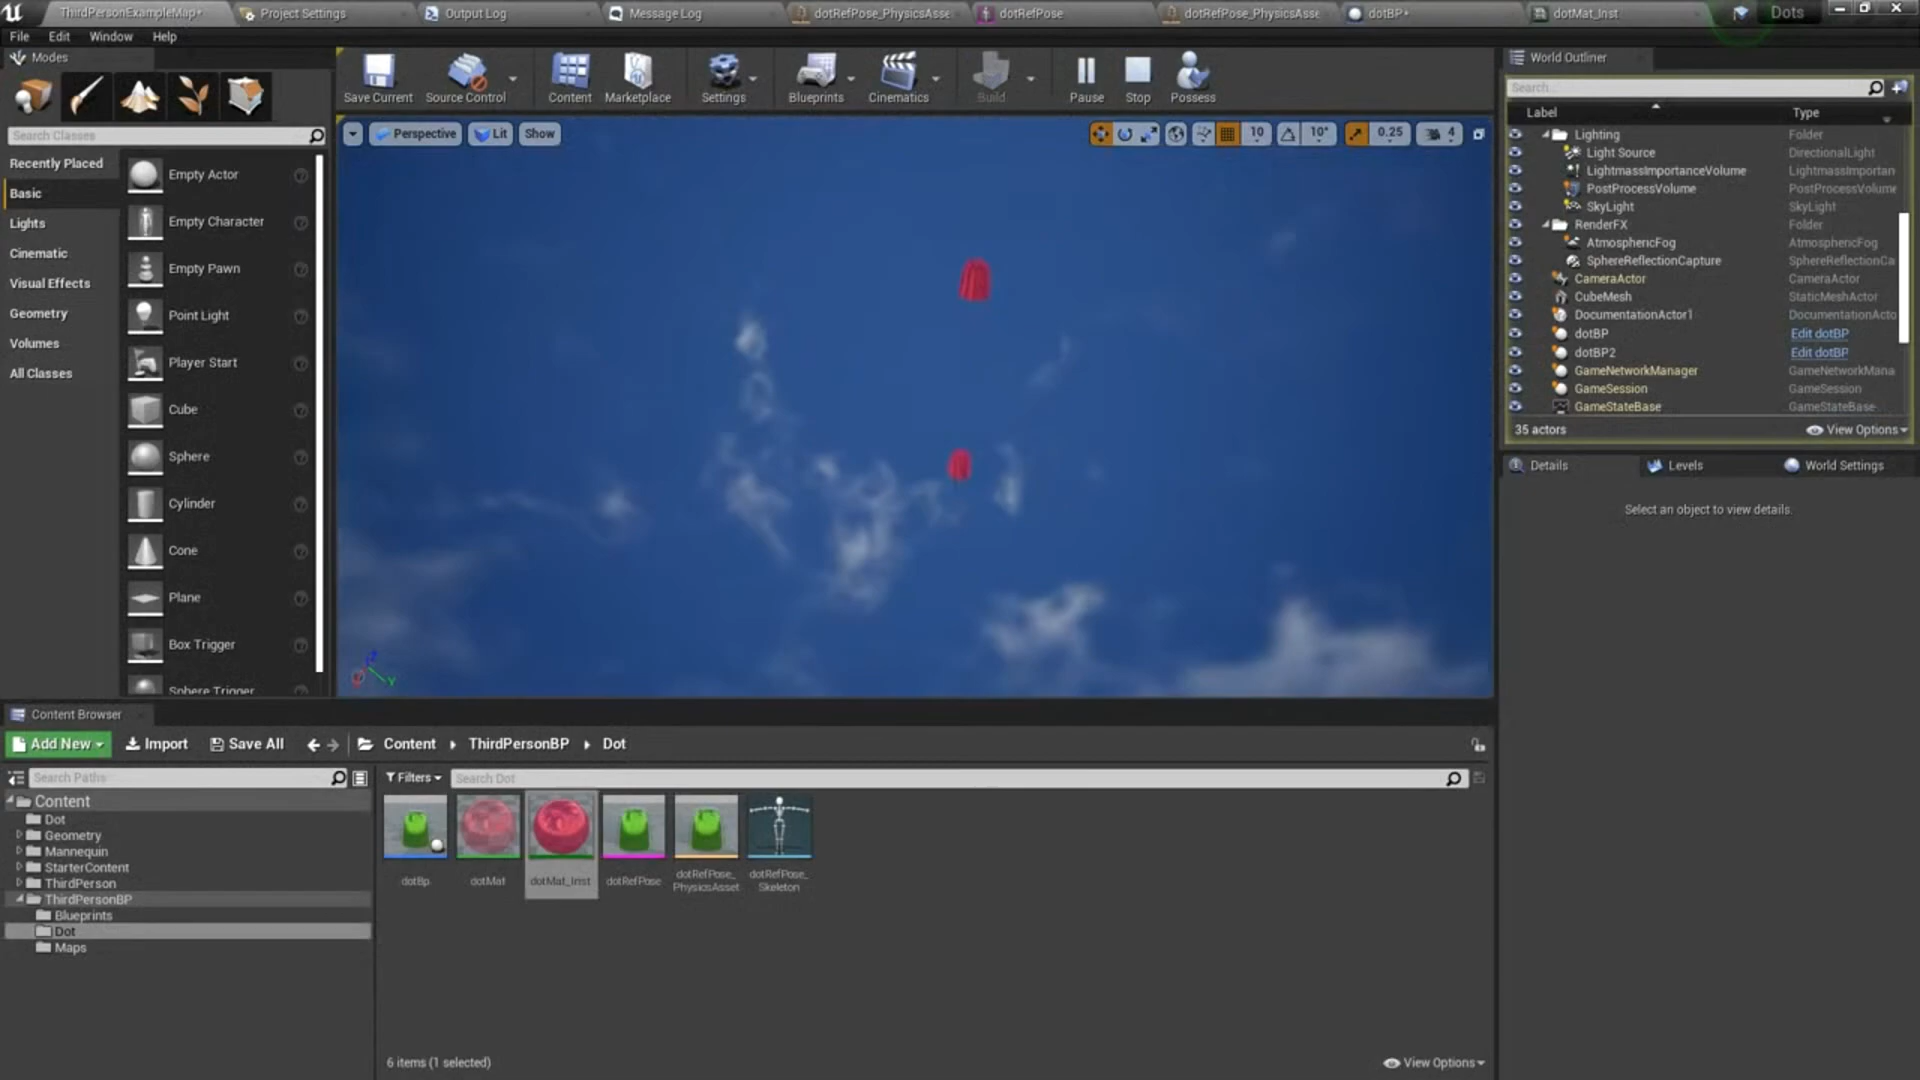 ThirdPersonExampleMap*
Project Settings
Output Log
Message Log
dotRefPose_PhysicsAsse
dotRefPose
dotRefPose_PhysicsAsse
dotBP*
dotMat_Inst
Dots
File
Edit
Window
Help
Modes
Save Current
Source Control
Content
Marketplace
Settings
Blueprints
Cinematics
Build
Pause
Stop
Possess
Search Classes
Recently Placed
Basic
Lights
Cinematic
Visual Effects
Geometry
Volumes
All Classes
Empty Actor
Empty Character
Empty Pawn
Point Light
Player Start
Cube
Sphere
Cylinder
Cone
Plane
Box Trigger
Sphere Trigger
Perspective
Lit
Show
10
10°
0.25
4
Y
World Outliner
Search...
Label
Type
Lighting
Folder
Light Source
DirectionalLight
LightmassImportanceVolume
LightmassImportan
PostProcessVolume
PostProcessVolume
SkyLight
SkyLight
RenderFX
Folder
AtmosphericFog
AtmosphericFog
SphereReflectionCapture
SphereReflectionCa
CameraActor
CameraActor
CubeMesh
StaticMeshActor
DocumentationActor1
DocumentationActo
dotBP
Edit dotBP
dotBP2
Edit dotBP
GameNetworkManager
GameNetworkMana
GameSession
GameSession
GameStateBase
GameStateBase
35 actors
View Options
Details
Levels
World Settings
Select an object to view details.
Content Browser
Add New
Import
Save All
Content
ThirdPersonBP
Dot
Search Paths
Filters
Search Dot
Content
Dot
Geometry
Mannequin
StarterContent
ThirdPerson
ThirdPersonBP
Blueprints
Dot
Maps
dotBp
dotMat
dotMat_Inst
dotRefPose
dotRefPose_
PhysicsAsset
dotRefPose_
Skeleton
6 items (1 selected)
View Options